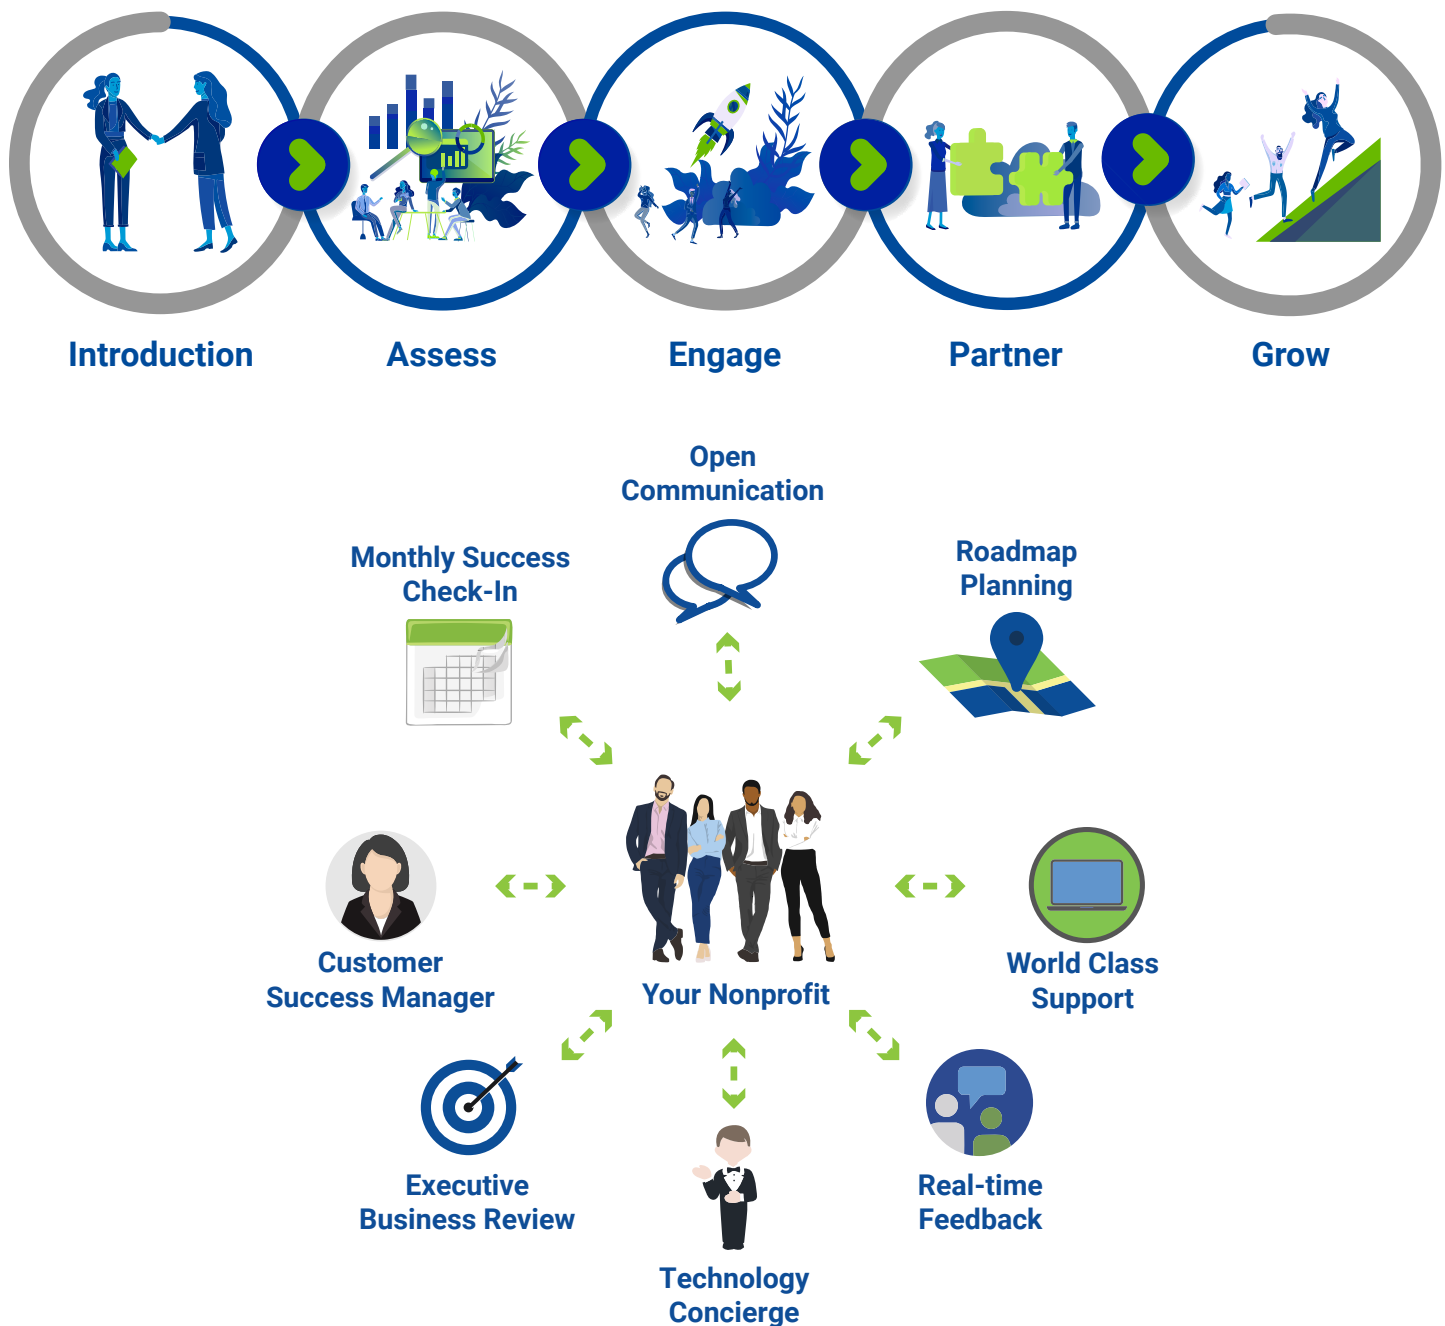 Introduction
Assess
Engage
Partner
Grow
Open
Communication
Monthly Success
Check-In
Roadmap
Planning
Customer
Success Manager
Your Nonprofit
World Class
Support
Executive
Business Review
Real-time
Feedback
Technology
Concierge